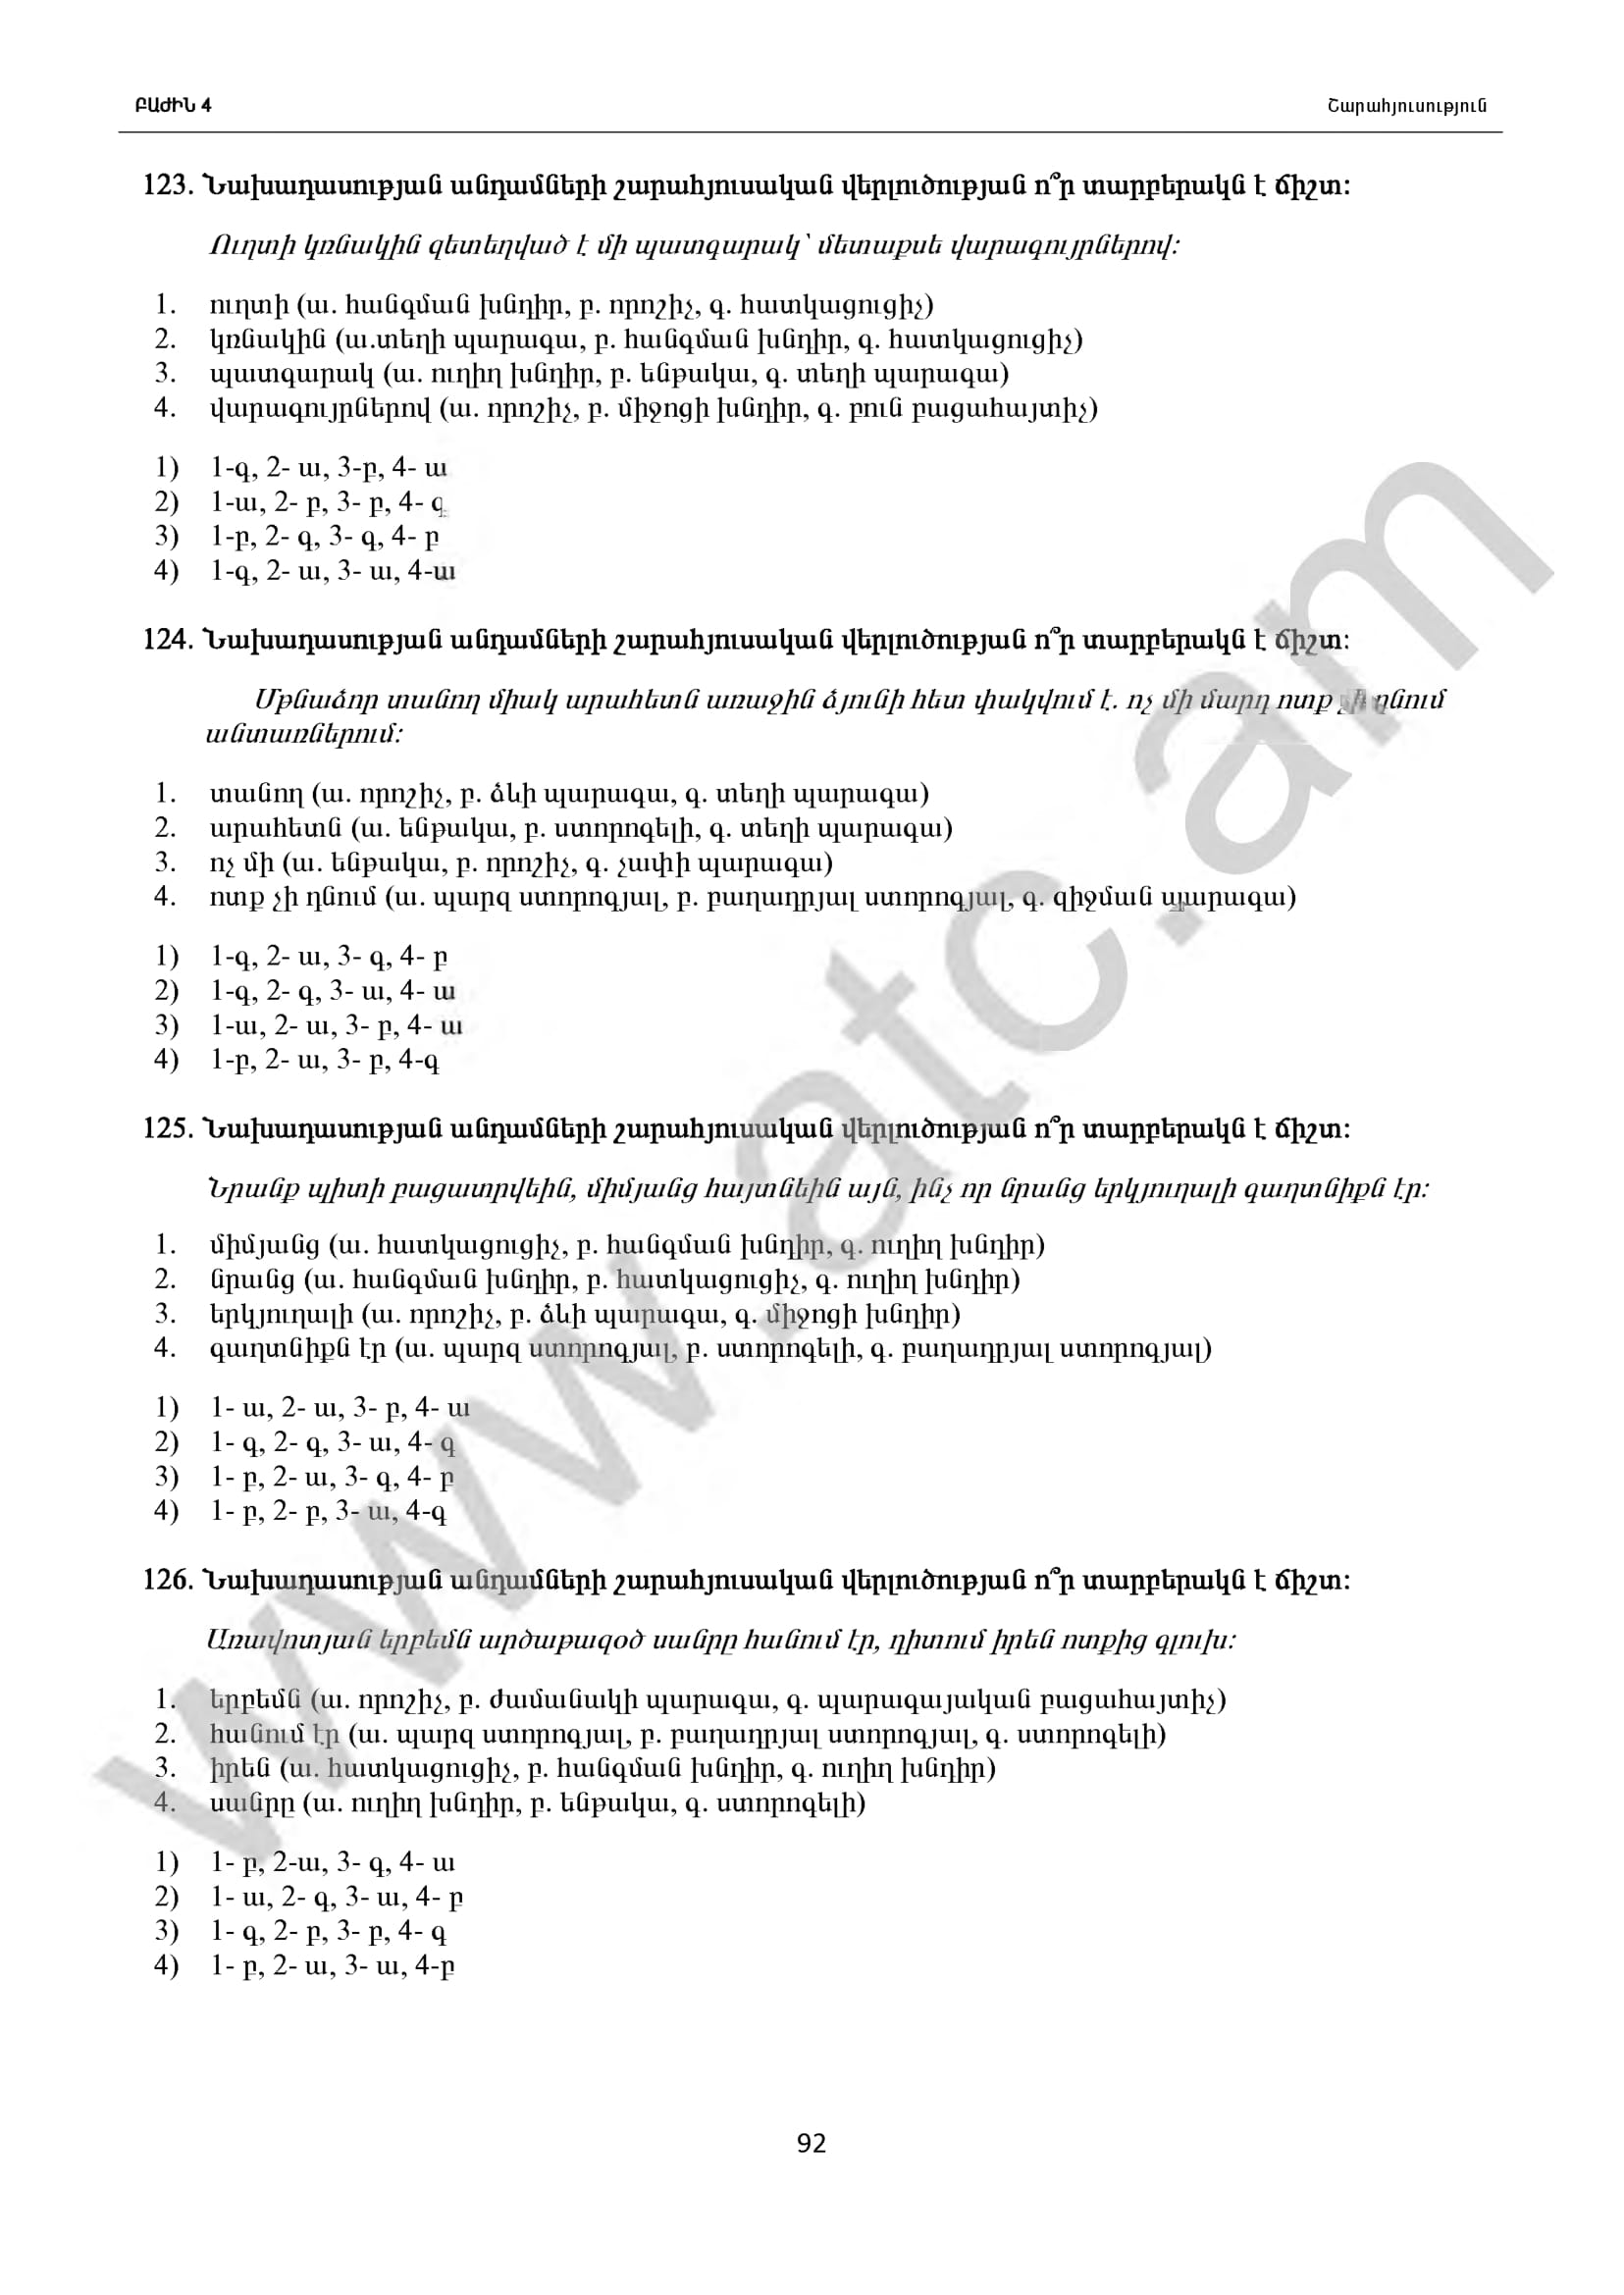 ԲԱԺԻՆ 4 Շարահյուսություն
123. Նախադասության անդամների շարահյուսական վերլուծության ո՞ր տարբերակն է ճիշտ:
Ուղտի կռնակին գետեղված է մի պատգարակ՝ մետաքսե վարագույրներով:
1. ուղտի (ա. հանգման խնդիր, բ. որոշիչ, գ. հատկացուցիչ)
2. կռնակին (ա.տեղի պարագա, բ. հանգման խնդիր, գ. հատկացուցիչ)
3. պատգարակ (ա. ուղիղ խնդիր, բ. ենթակա, գ. տեղի պարագա)
4. վարագույրներով (ա. որոշիչ, բ. միջոցի խնդիր, գ. բուն բացահայտիչ)
1) 1-գ, 2- ա, 3-բ, 4- ա
2) 1-ա, 2- բ, 3- բ, 4- գ
3) 1-բ, 2- գ, 3- գ, 4- բ
4) 1-գ, 2- ա, 3- ա, 4-ա
124. Նախադասության անդամների շարահյուսական վերլուծության ո՞ր տարբերակն է ճիշտ:
Մթնաձոր տանող միակ արահետն առաջին ձյունի հետ փակվում է. ոչ մի մարդ ոտք չի դնում
անտառներում:
1. տանող (ա. որոշիչ, բ. ձևի պարագա, գ. տեղի պարագա)
2. արահետն (ա. ենթակա, բ. ստորոգելի, գ. տեղի պարագա)
3. ոչ մի (ա. ենթակա, բ. որոշիչ, գ. չափի պարագա)
4. ոտք չի դնում (ա. պարզ ստորոգյալ, բ. բաղադրյալ ստորոգյալ, գ. զիջման պարագա)
1) 1-գ, 2- ա, 3- գ, 4- բ
2) 1-գ, 2- գ, 3- ա, 4- ա
3) 1-ա, 2- ա, 3- բ, 4- ա
4) 1-բ, 2- ա, 3- բ, 4-գ
125. Նախադասության անդամների շարահյուսական վերլուծության ո՞ր տարբերակն է ճիշտ:
Նրանք պիտի բացատրվեին, միմյանց հայտնեին այն, ինչ որ նրանց երկյուղալի գաղտնիքն էր:
1. միմյանց (ա. հատկացուցիչ, բ. հանգման խնդիր, գ. ուղիղ խնդիր)
2. նրանց (ա. հանգման խնդիր, բ. հատկացուցիչ, գ. ուղիղ խնդիր)
3. երկյուղալի (ա. որոշիչ, բ. ձևի պարագա, գ. միջոցի խնդիր)
4. գաղտնիքն էր (ա. պարզ ստորոգյալ, բ. ստորոգելի, գ. բաղադրյալ ստորոգյալ)
1) 1- ա, 2- ա, 3- բ, 4- ա
2) 1- գ, 2- գ, 3- ա, 4- գ
3) 1- բ, 2- ա, 3- գ, 4- բ
4) 1- բ, 2- բ, 3- ա, 4-գ
126. Նախադասության անդամների շարահյուսական վերլուծության ո՞ր տարբերակն է ճիշտ:
Առավոտյան երբեմն արծաթազօծ սանրը հանում էր, դիտում իրեն ոտքից գլուխ:
1. երբեմն (ա. որոշիչ, բ. ժամանակի պարագա, գ. պարագայական բացահայտիչ)
2. հանում էր (ա. պարզ ստորոգյալ, բ. բաղադրյալ ստորոգյալ, գ. ստորոգելի)
3. իրեն (ա. հատկացուցիչ, բ. հանգման խնդիր, գ. ուղիղ խնդիր)
4. սանրը (ա. ուղիղ խնդիր, բ. ենթակա, գ. ստորոգելի)
1) 1- բ, 2-ա, 3- գ, 4- ա
2) 1- ա, 2- գ, 3- ա, 4- բ
3) 1- գ, 2- բ, 3- բ, 4- գ
4) 1- բ, 2- ա, 3- ա, 4-բ
92
www.atc.am